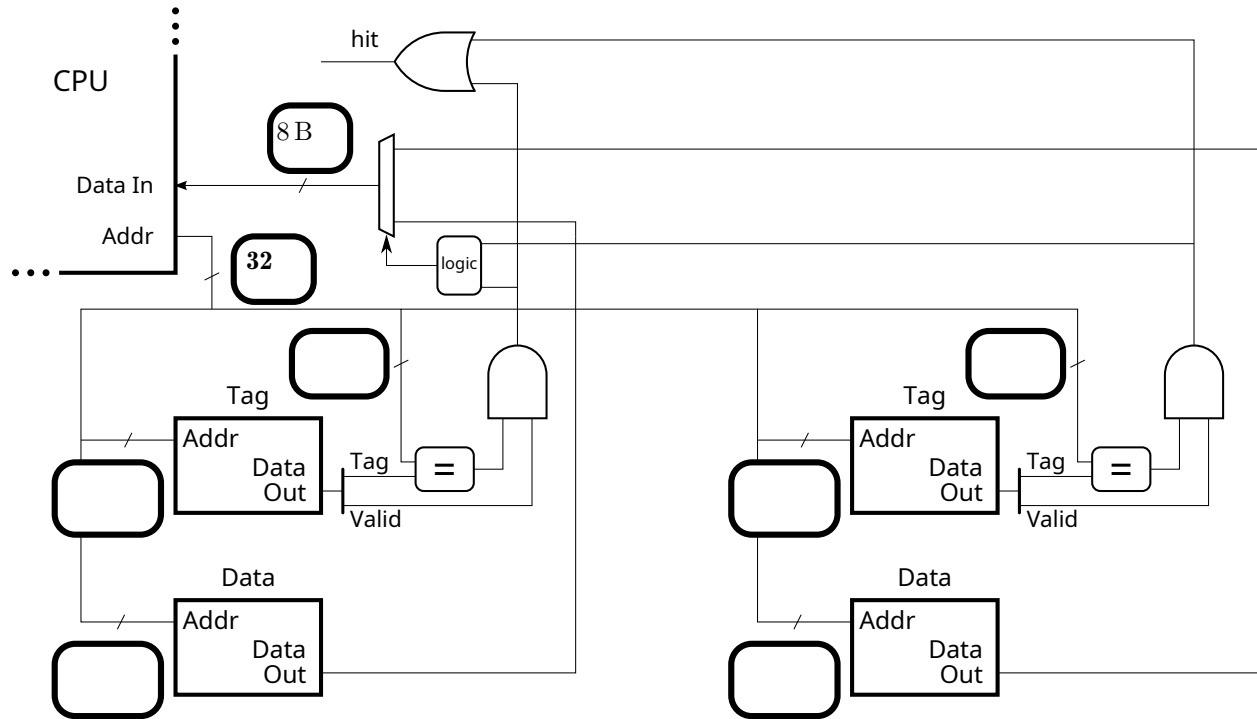 hit
CPU
8 B
Data In
Addr
32
logic
Tag
Addr
Data
Out
Tag
=
Valid
Data
Addr
Data
Out
Tag
Addr
Data
Out
Tag
=
Valid
Data
Addr
Data
Out